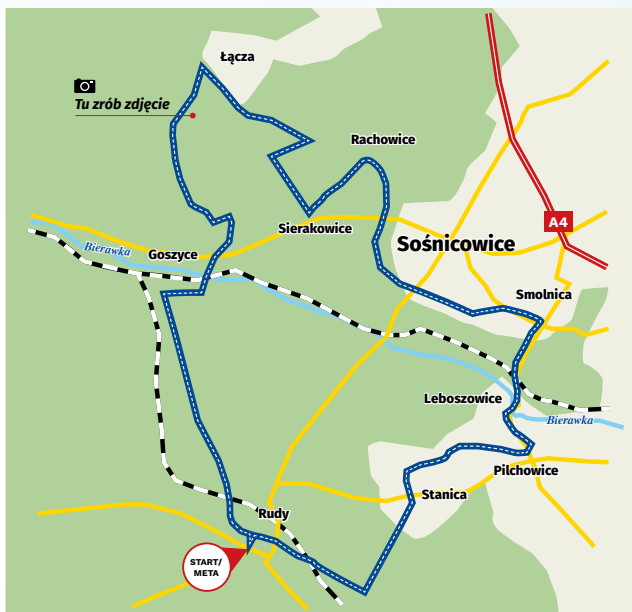 Łącza
Tu zrób zdjęcie
Rachowice
A4
Sierakowice
Sośnicowice
Bierawka
Goszyce
Smolnica
Leboszowice
Bierawka
Pilchowice
Stanica
Rudy
START/
META